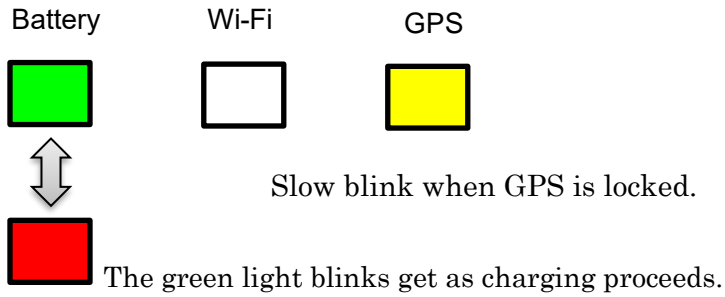 Battery Wi-Fi GPS
Slow blink when GPS is locked.
The green light blinks get as charging proceeds.